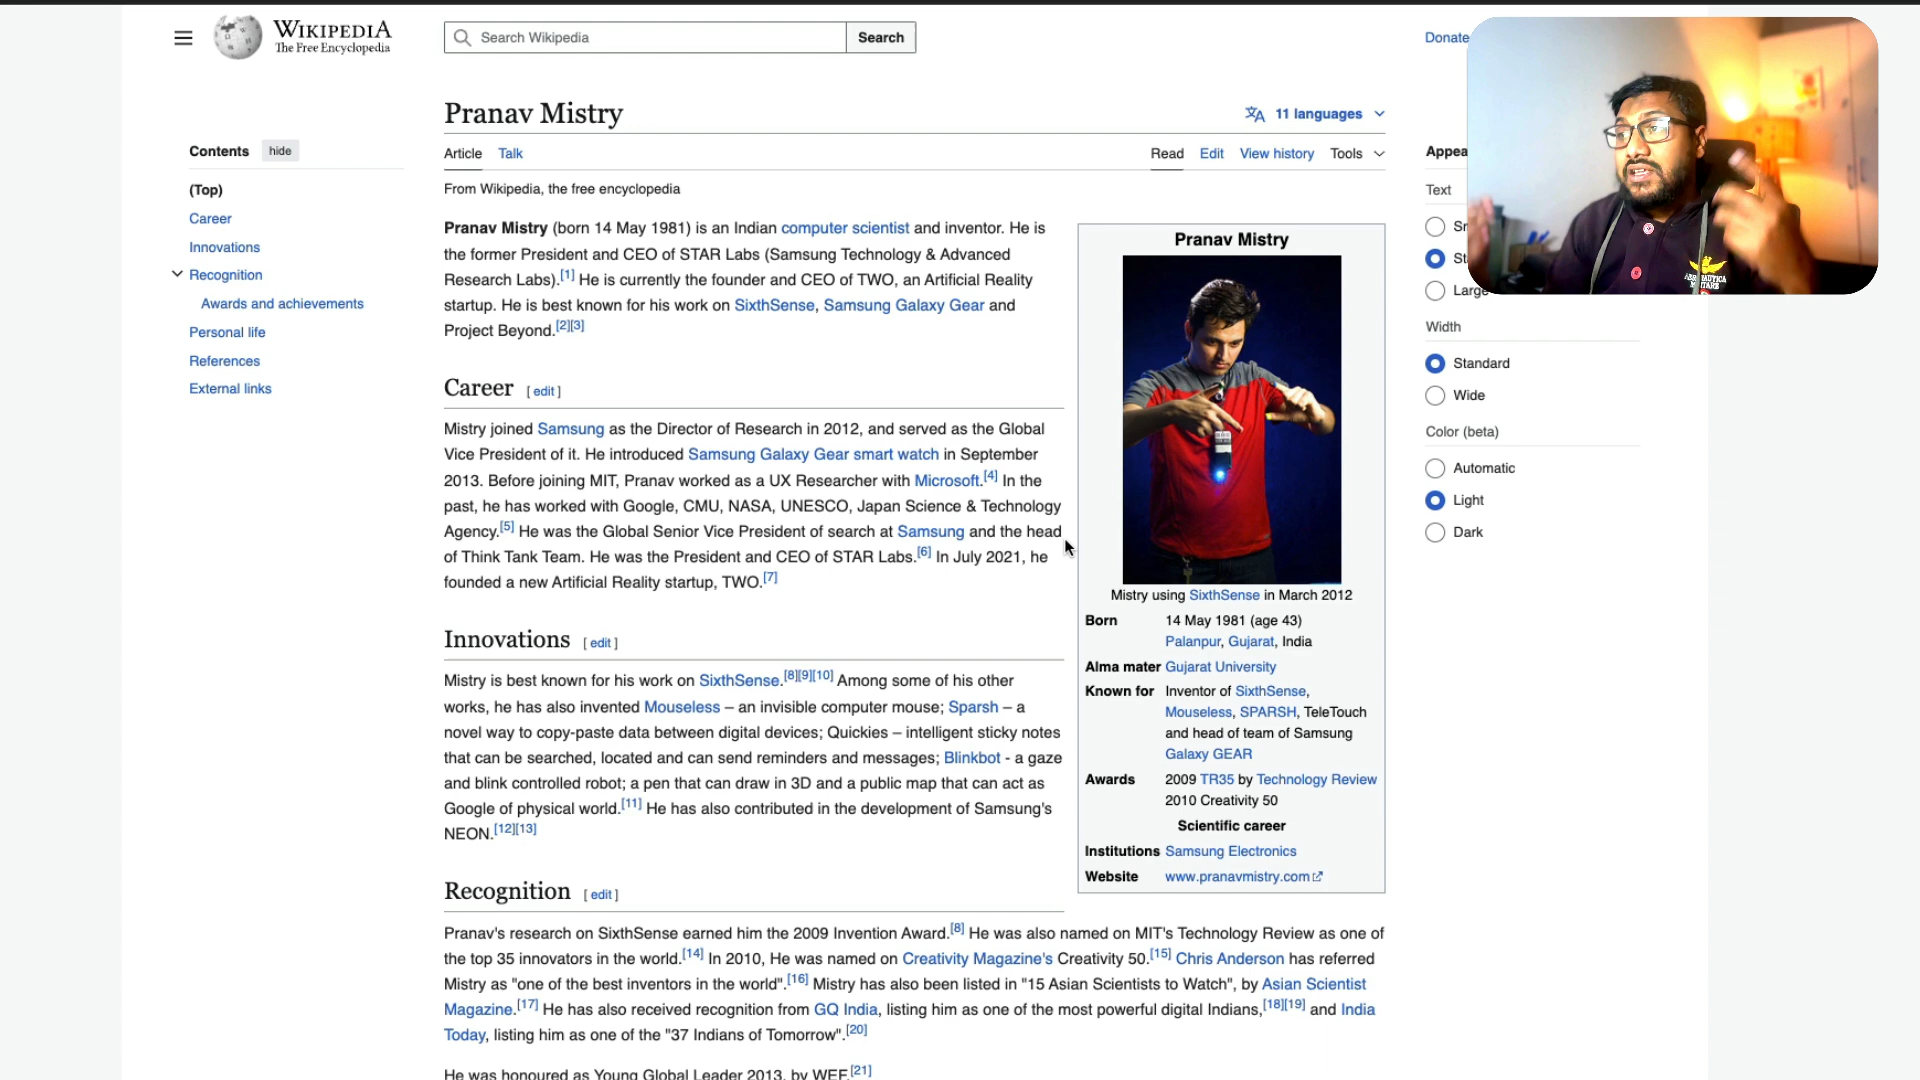 WIKIPEDIA
The Free Encyclopedia
Search Wikipedia
Search
Donate
Contents
hide
(Top)
Career
Innovations
Recognition
Awards and achievements
Personal life
References
External links
Pranav Mistry
11 languages
Article Talk
Read Edit View history Tools
From Wikipedia, the free encyclopedia
Pranav Mistry (born 14 May 1981) is an Indian computer scientist and inventor. He is
the former President and CEO of STAR Labs (Samsung Technology & Advanced
Research Labs).[1] He is currently the founder and CEO of TWO, an Artificial Reality
startup. He is best known for his work on SixthSense, Samsung Galaxy Gear and
Project Beyond.[2][3]
Career [ edit ]
Mistry joined Samsung as the Director of Research in 2012, and served as the Global
Vice President of it. He introduced Samsung Galaxy Gear smart watch in September
2013. Before joining MIT, Pranav worked as a UX Researcher with Microsoft.[4] In the
past, he has worked with Google, CMU, NASA, UNESCO, Japan Science & Technology
Agency.[5] He was the Global Senior Vice President of search at Samsung and the head
of Think Tank Team. He was the President and CEO of STAR Labs.[6] In July 2021, he
founded a new Artificial Reality startup, TWO.[7]
Innovations [ edit ]
Mistry is best known for his work on SixthSense.[8][9][10] Among some of his other
works, he has also invented Mouseless – an invisible computer mouse; Sparsh – a
novel way to copy-paste data between digital devices; Quickies – intelligent sticky notes
that can be searched, located and can send reminders and messages; Blinkbot - a gaze
and blink controlled robot; a pen that can draw in 3D and a public map that can act as
Google of physical world.[11] He has also contributed in the development of Samsung's
NEON.[12][13]
Recognition [ edit ]
Pranav's research on SixthSense earned him the 2009 Invention Award.[8] He was also named on MIT's Technology Review as one of
the top 35 innovators in the world.[14] In 2010, He was named on Creativity Magazine's Creativity 50.[15] Chris Anderson has referred
Mistry as "one of the best inventors in the world".[16] Mistry has also been listed in "15 Asian Scientists to Watch", by Asian Scientist
Magazine.[17] He has also received recognition from GQ India, listing him as one of the most powerful digital Indians,[18][19] and India
Today, listing him as one of the "37 Indians of Tomorrow".[20]
He was honoured as Young Global Leader 2013, by WEF.[21]
Pranav Mistry
Mistry using SixthSense in March 2012
Born 14 May 1981 (age 43)
Palanpur, Gujarat, India
Alma mater Gujarat University
Known for Inventor of SixthSense,
Mouseless, SPARSH, TeleTouch
and head of team of Samsung
Galaxy GEAR
Awards 2009 TR35 by Technology Review
2010 Creativity 50
Scientific career
Institutions Samsung Electronics
Website www.pranavmistry.com
Appea
Text
Large
Width
Standard
Wide
Color (beta)
Automatic
Light
Dark